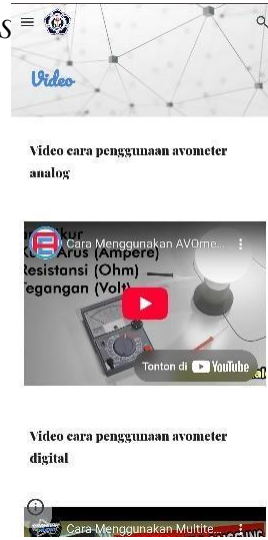 S
Video
Video cara penggunaan avometer
analog
Cara Menggunakan AVOme...
Arus (Ampere)
Resistansi (Ohm)
Tegangan (Volt)
Tonton di YouTube
Video cara penggunaan avometer
digital
Cara Menggunakan Multite...